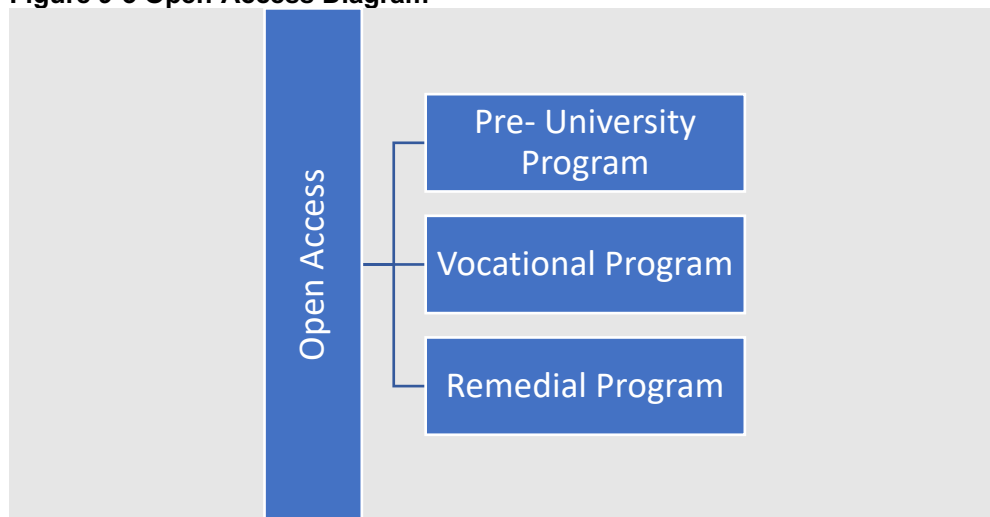 Figure
Open Access Diagram
Open Access
Pre- University
Program
Vocational Program
Remedial Program